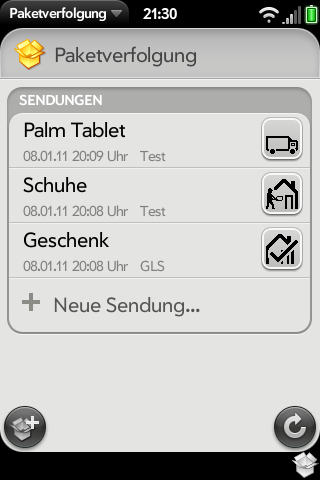 Paketverfolgung 21:30
Paketverfolgung
SENDUNGEN
Palm Tablet
08.01.11 20:09 Uhr Test
Schuhe
08.01.11 20:08 Uhr Test
Geschenk
08.01.11 20:08 Uhr GLS
+ Neue Sendung...